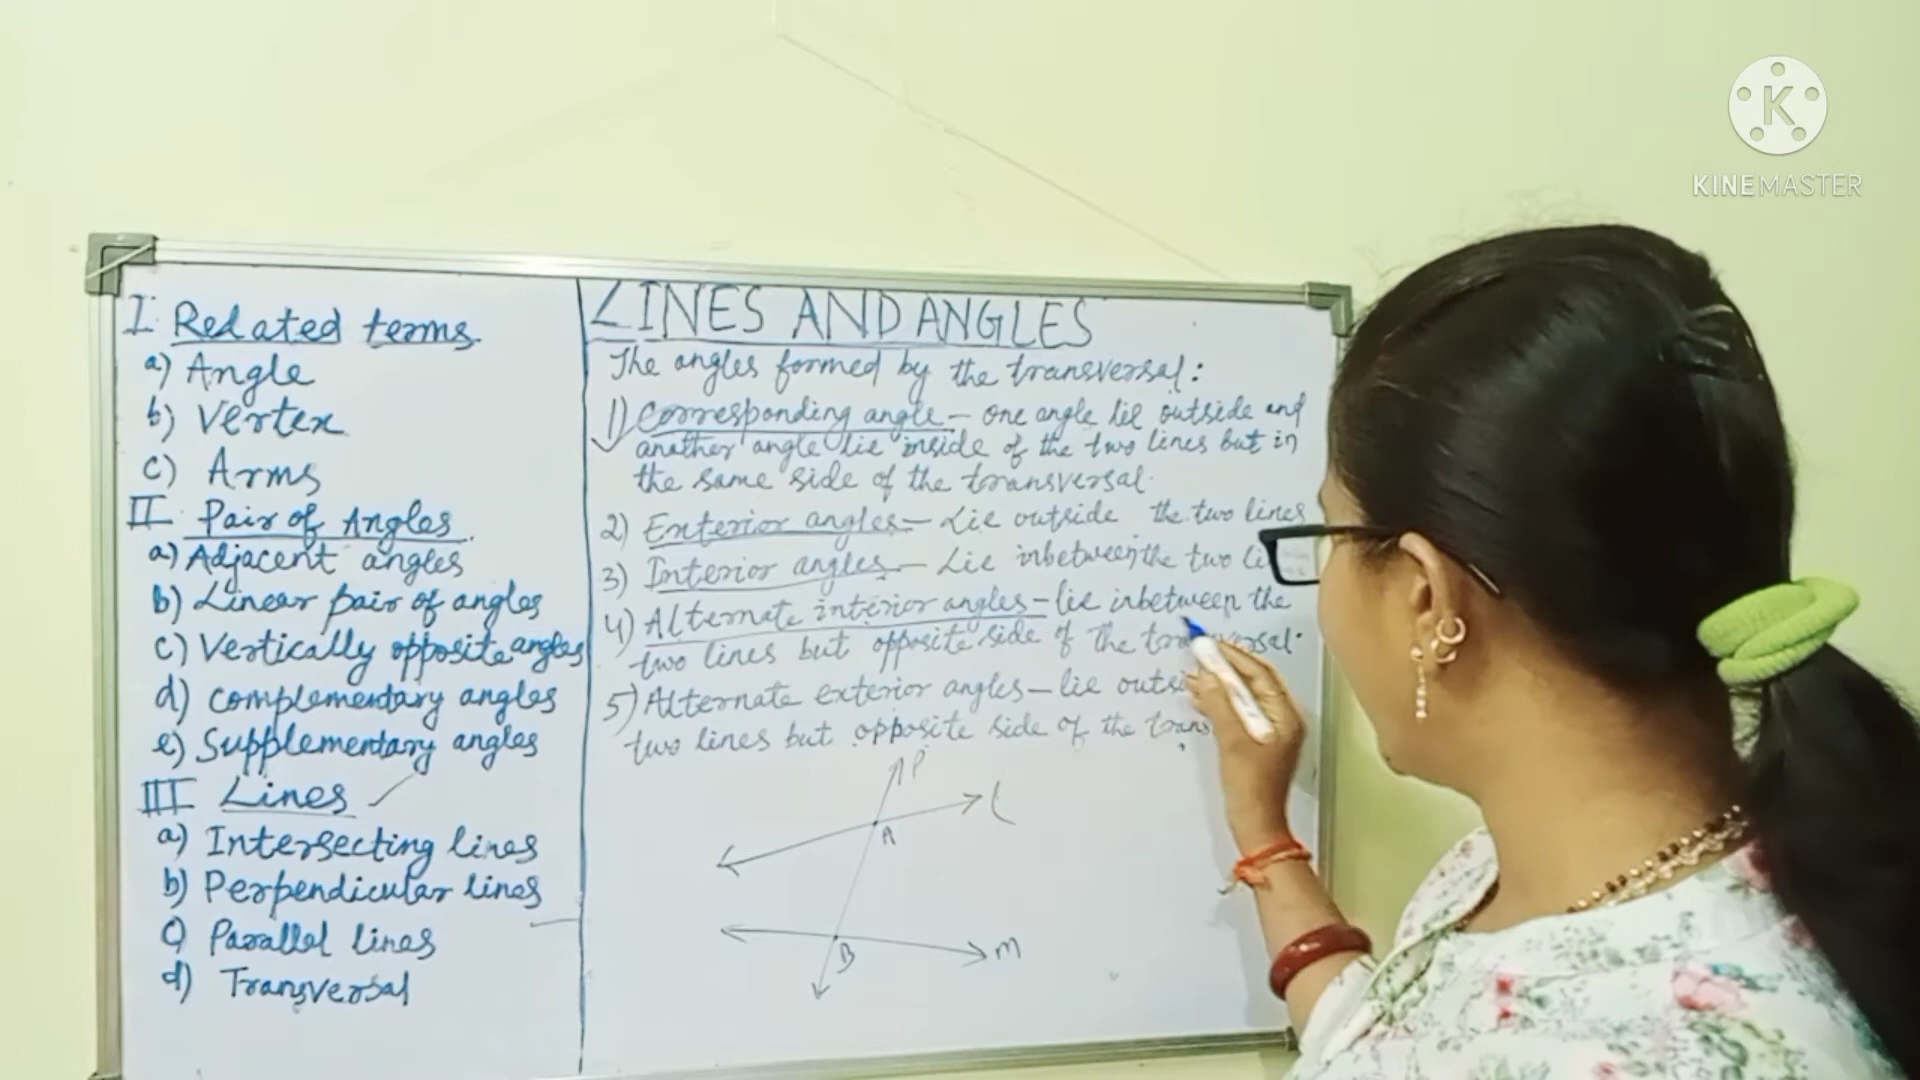 K
KINEMASTER
I Related terms
a) Angle
b) Vertex
c) Arms
II Pair of Angles
a) Adjacent angles
b) Linear pair of angles
c) Vertically opposite angles
d) complementary angles
e) Supplementary angles
III Lines
a) Intersecting lines
b) Perpendicular lines
c) Parallel lines
d) Transversal
LINES AND ANGLES
The angles formed by the transversal:
1) Corresponding angle - one angle lie outside and
another angle lie inside of the two lines but in
the same side of the transversal.
2) Exterior angles - Lie outside the two lines
3) Interior angles - Lie inbetween the two li
4) Alternate interior angles - lie inbetween the
two lines but opposite side of the transversal.
5) Alternate exterior angles - lie outsi
two lines but opposite side of the trans
P
l
A
B
m